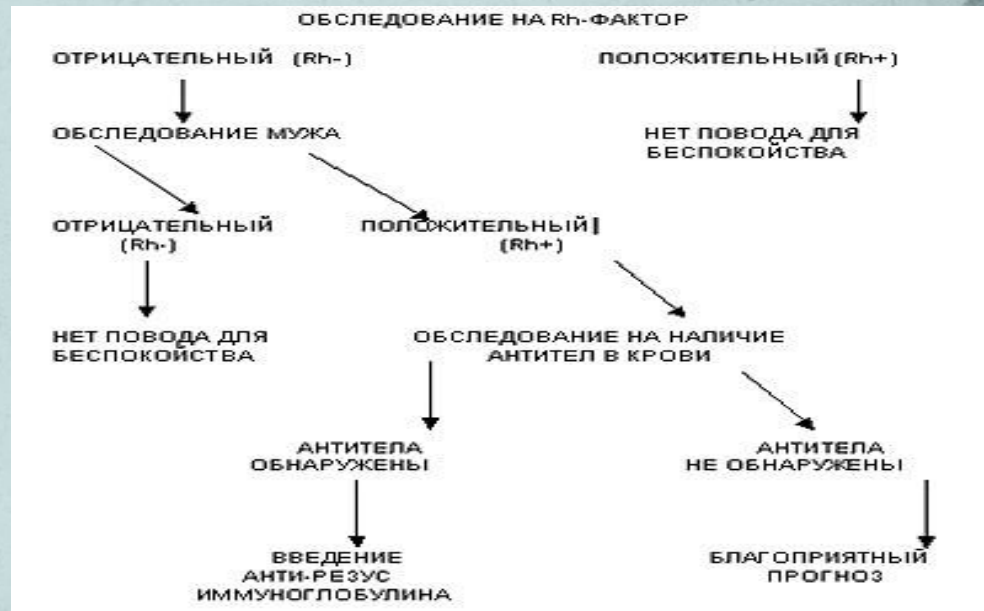 ОБСЛЕДОВАНИЕ НА Rh-ФАКТОР
ОТРИЦАТЕЛЬНЫЙ (Rh-)
ПОЛОЖИТЕЛЬНЫЙ (Rh+)
ОБСЛЕДОВАНИЕ МУЖА
НЕТ ПОВОДА ДЛЯ
БЕСПОКОЙСТВА
ОТРИЦАТЕЛЬНЫЙ
(Rh-)
ПОЛОЖИТЕЛЬНЫЙ
(Rh+)
НЕТ ПОВОДА ДЛЯ
БЕСПОКОЙСТВА
ОБСЛЕДОВАНИЕ НА НАЛИЧИЕ
АНТИТЕЛ В КРОВИ
АНТИТЕЛА
ОБНАРУЖЕНЫ
АНТИТЕЛА
НЕ ОБНАРУЖЕНЫ
ВВЕДЕНИЕ
АНТИ-РЕЗУС
ИММУНОГЛОБУЛИНА
БЛАГОПРИЯТНЫЙ
ПРОГНОЗ